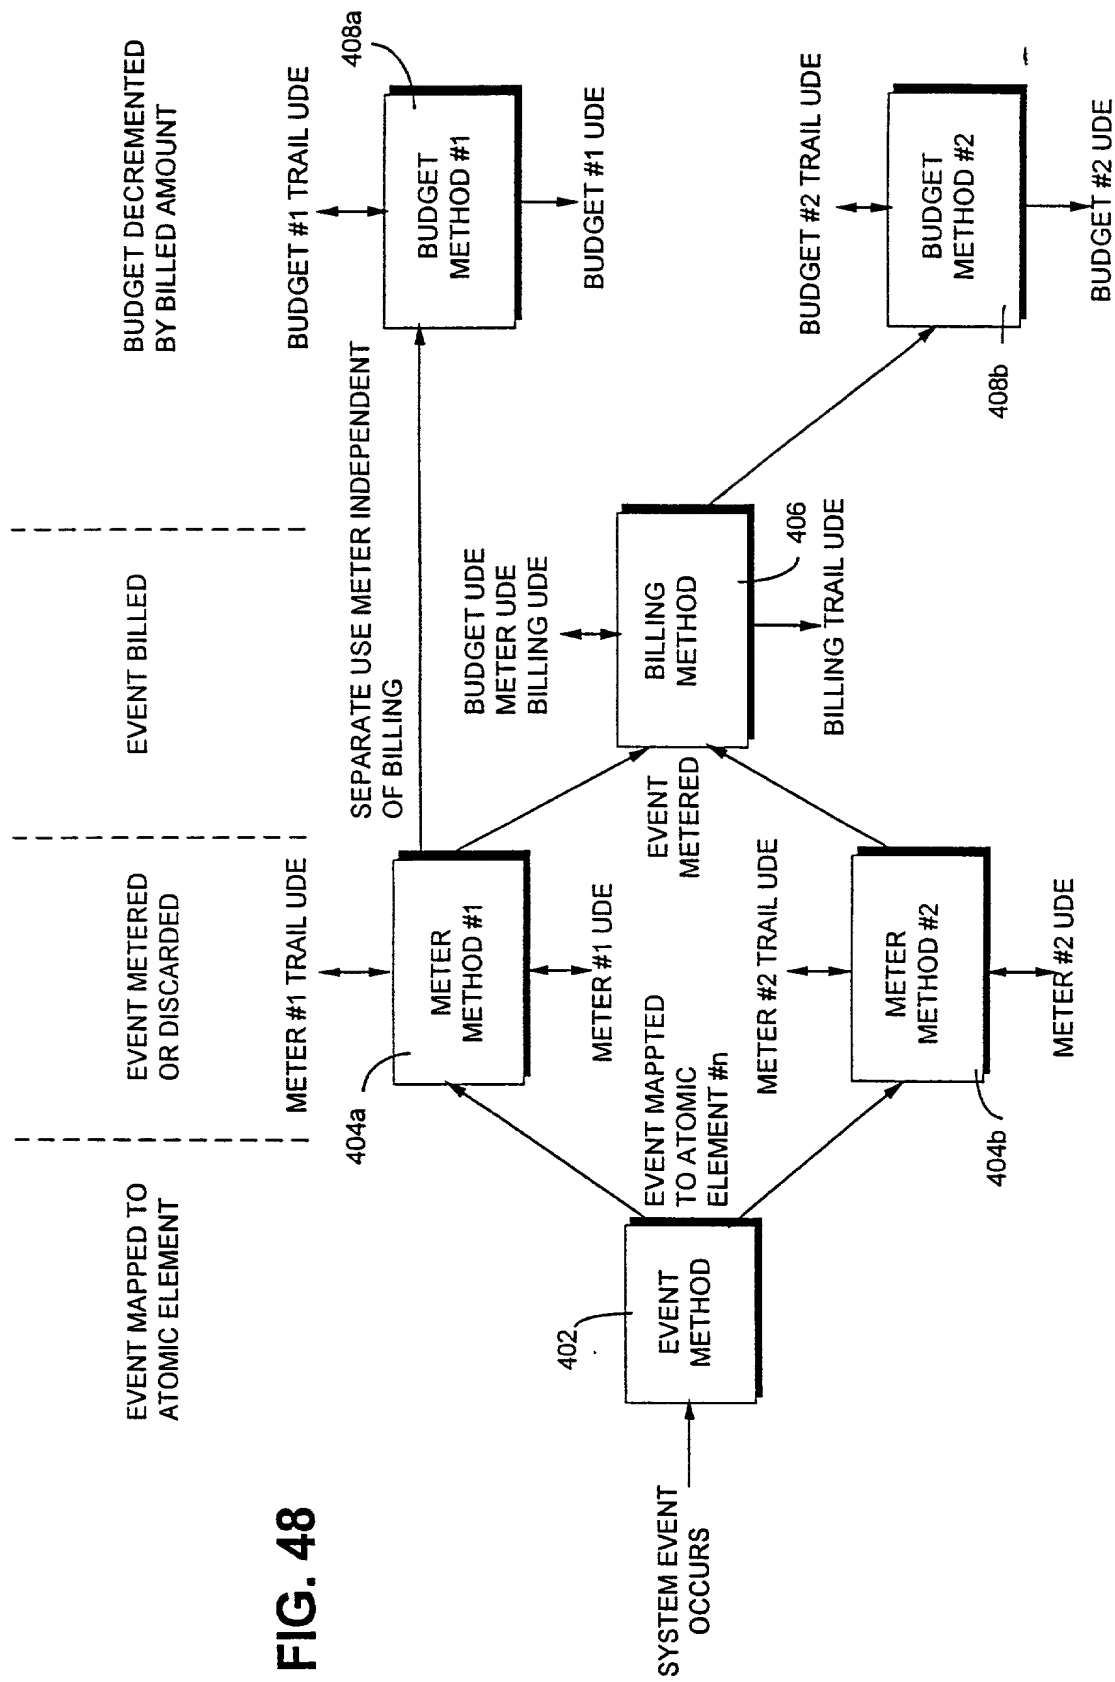 FIG. 48
EVENT MAPPED TO
ATOMIC ELEMENT
EVENT METERED
OR DISCARDED
EVENT BILLED
BUDGET DECREMENTED
BY BILLED AMOUNT
SYSTEM EVENT
OCCURS
402
EVENT
METHOD
EVENT MAPPTED
TO ATOMIC
ELEMENT #n
METER #1 TRAIL UDE
404a
METER
METHOD #1
METER #1 UDE
METER #2 TRAIL UDE
METER
METHOD #2
404b
METER #2 UDE
SEPARATE USE METER INDEPENDENT
OF BILLING
EVENT
METERED
BUDGET UDE
METER UDE
BILLING UDE
BILLING
METHOD
406
BILLING TRAIL UDE
BUDGET #1 TRAIL UDE
408a
BUDGET
METHOD #1
BUDGET #1 UDE
BUDGET #2 TRAIL UDE
BUDGET
METHOD #2
408b
BUDGET #2 UDE